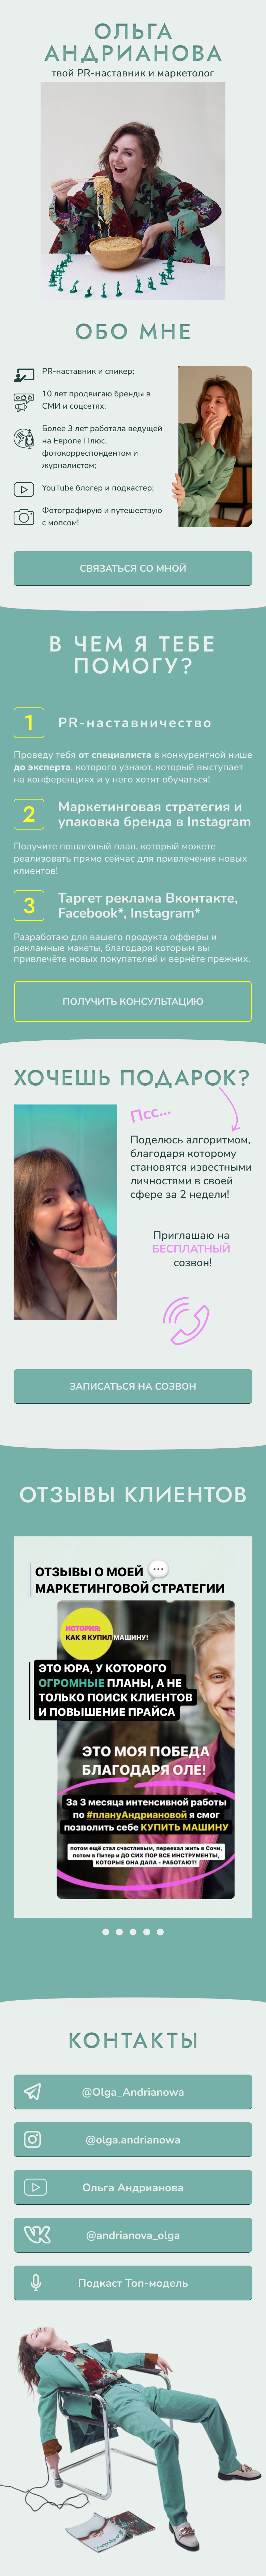 ОЛЬГА
АНДРИАНОВА
твой PR-наставник и маркетолог
ОБО МНЕ
PR-наставник и спикер;
10 лет продвигаю бренды в
СМИ и соцсетях;
Более 3 лет работала ведущей
на Европе Плюс,
фотокорреспондентом и
журналистом;
YouTube блогер и подкастер;
Фотографирую и путешествую
с мопсом!
СВЯЗАТЬСЯ СО МНОЙ
В ЧЕМ Я ТЕБЕ
ПОМОГУ?
1
PR-наставничество
Проведу тебя от специалиста в конкурентной нише
до эксперта, которого узнают, который выступает
на конференциях и у него хотят обучаться!
2
Маркетинговая стратегия и
упаковка бренда в Instagram
Получите пошаговый план, который можете
реализовать прямо сейчас для привлечения новых
клиентов!
3
Таргет реклама Вконтакте,
Facebook*, Instagram*
Разработаю для вашего продукта офферы и
рекламные макеты, благодаря которым вы
привлечёте новых покупателей и вернёте прежних.
ПОЛУЧИТЬ КОНСУЛЬТАЦИЮ
ХОЧЕШЬ ПОДАРОК?
Псс...
Поделюсь алгоритмом,
благодаря которому
становятся известными
личностями в своей
сфере за 2 недели!
Приглашаю на
БЕСПЛАТНЫЙ
созвон!
ЗАПИСАТЬСЯ НА СОЗВОН
ОТЗЫВЫ КЛИЕНТОВ
ОТЗЫВЫ О МОЕЙ
МАРКЕТИНГОВОЙ СТРАТЕГИИ
ИСТОРИЯ:
КАК Я КУПИЛ МАШИНУ!
ЭТО ЮРА, У КОТОРОГО
ОГРОМНЫЕ ПЛАНЫ, А НЕ
ТОЛЬКО ПОИСК КЛИЕНТОВ
И ПОВЫШЕНИЕ ПРАЙСА
ЭТО МОЯ ПОБЕДА
БЛАГОДАРЯ ОЛЕ!
За 3 месяца интенсивной работы
по #плануАндриановой я смог
позволить себе КУПИТЬ МАШИНУ
потом ещё стал счастливым, переехал жить в Сочи,
потом в Питер и ДО СИХ ПОР ВСЕ ИНСТРУМЕНТЫ,
КОТОРЫЕ ОНА ДАЛА - РАБОТАЮТ!
КОНТАКТЫ
@Olga_Andrianowa
@olga.andrianowa
Ольга Андрианова
@andrianova_olga
Подкаст Топ-модель